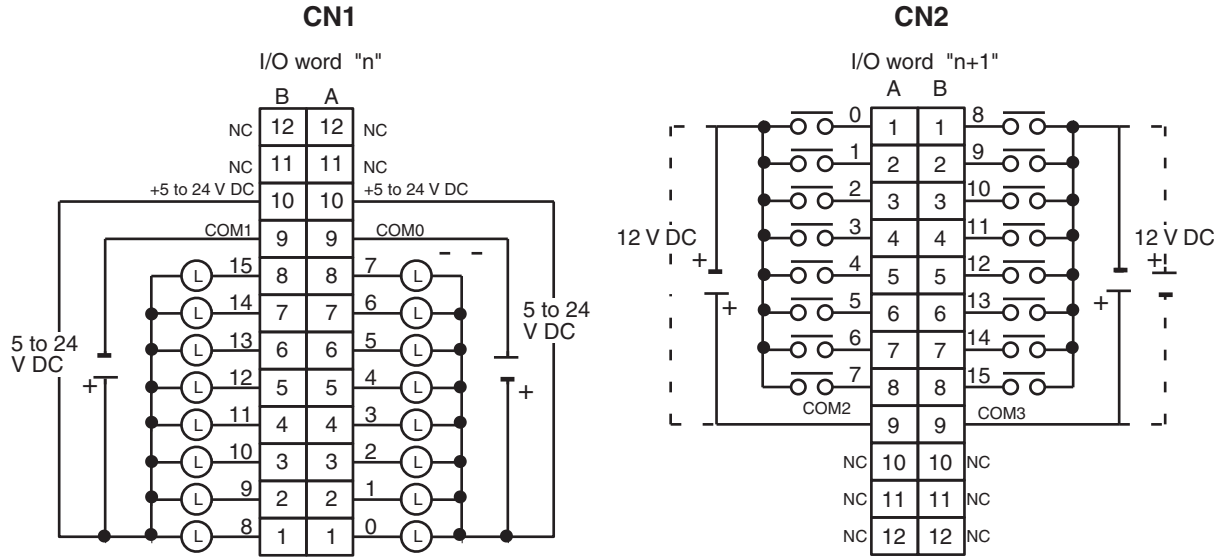 CN1
I/O word "n"
B A
NC 12 12 NC
NC 11 11 NC
+5 to 24 V DC 10 10 +5 to 24 V DC
COM1 9 9 COM0
L 15 8 8 7 L
L 14 7 7 6 L
L 13 6 6 5 L
L 12 5 5 4 L
L 11 4 4 3 L
L 10 3 3 2 L
L 9 2 2 1 L
L 8 1 1 0 L
5 to 24
V DC
+
5 to 24
V DC
+
CN2
I/O word "n+1"
A B
0 1 1 8
1 2 2 9
2 3 3 10
3 4 4 11
4 5 5 12
5 6 6 13
6 7 7 14
7 8 8 15
COM2 9 9 COM3
NC 10 10 NC
NC 11 11 NC
NC 12 12 NC
12 V DC
+
+
12 V DC
+
+